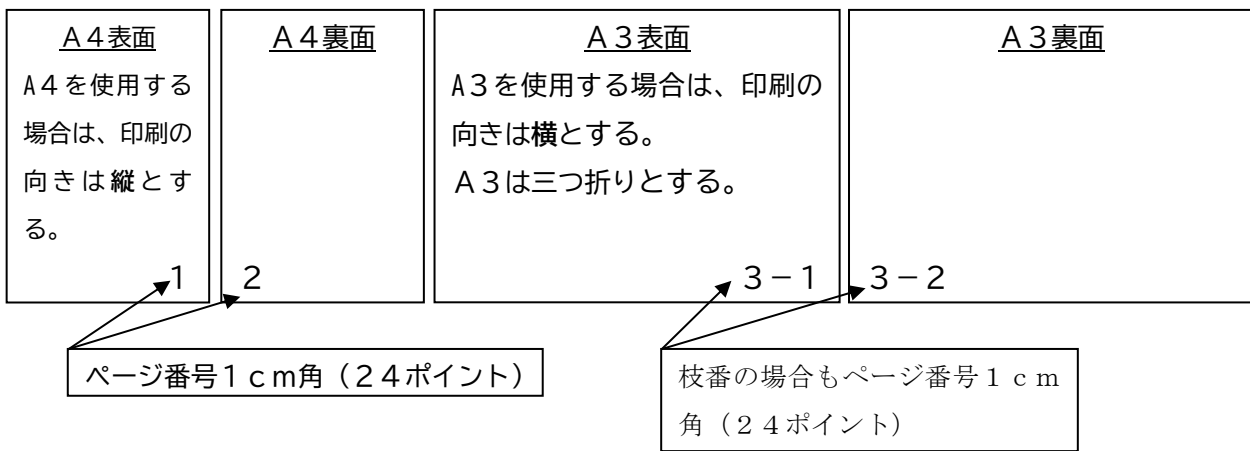 Ａ４表面
A４を使用する
場合は、印刷の
向きは縦とす
る。
1
Ａ４裏面
2
Ａ３表面
A３を使用する場合は、印刷の
向きは横とする。
Ａ３は三つ折りとする。
３－１
Ａ３裏面
３－２
ページ番号１ｃｍ角（２４ポイント）
枝番の場合もページ番号１ｃｍ
角（２４ポイント）